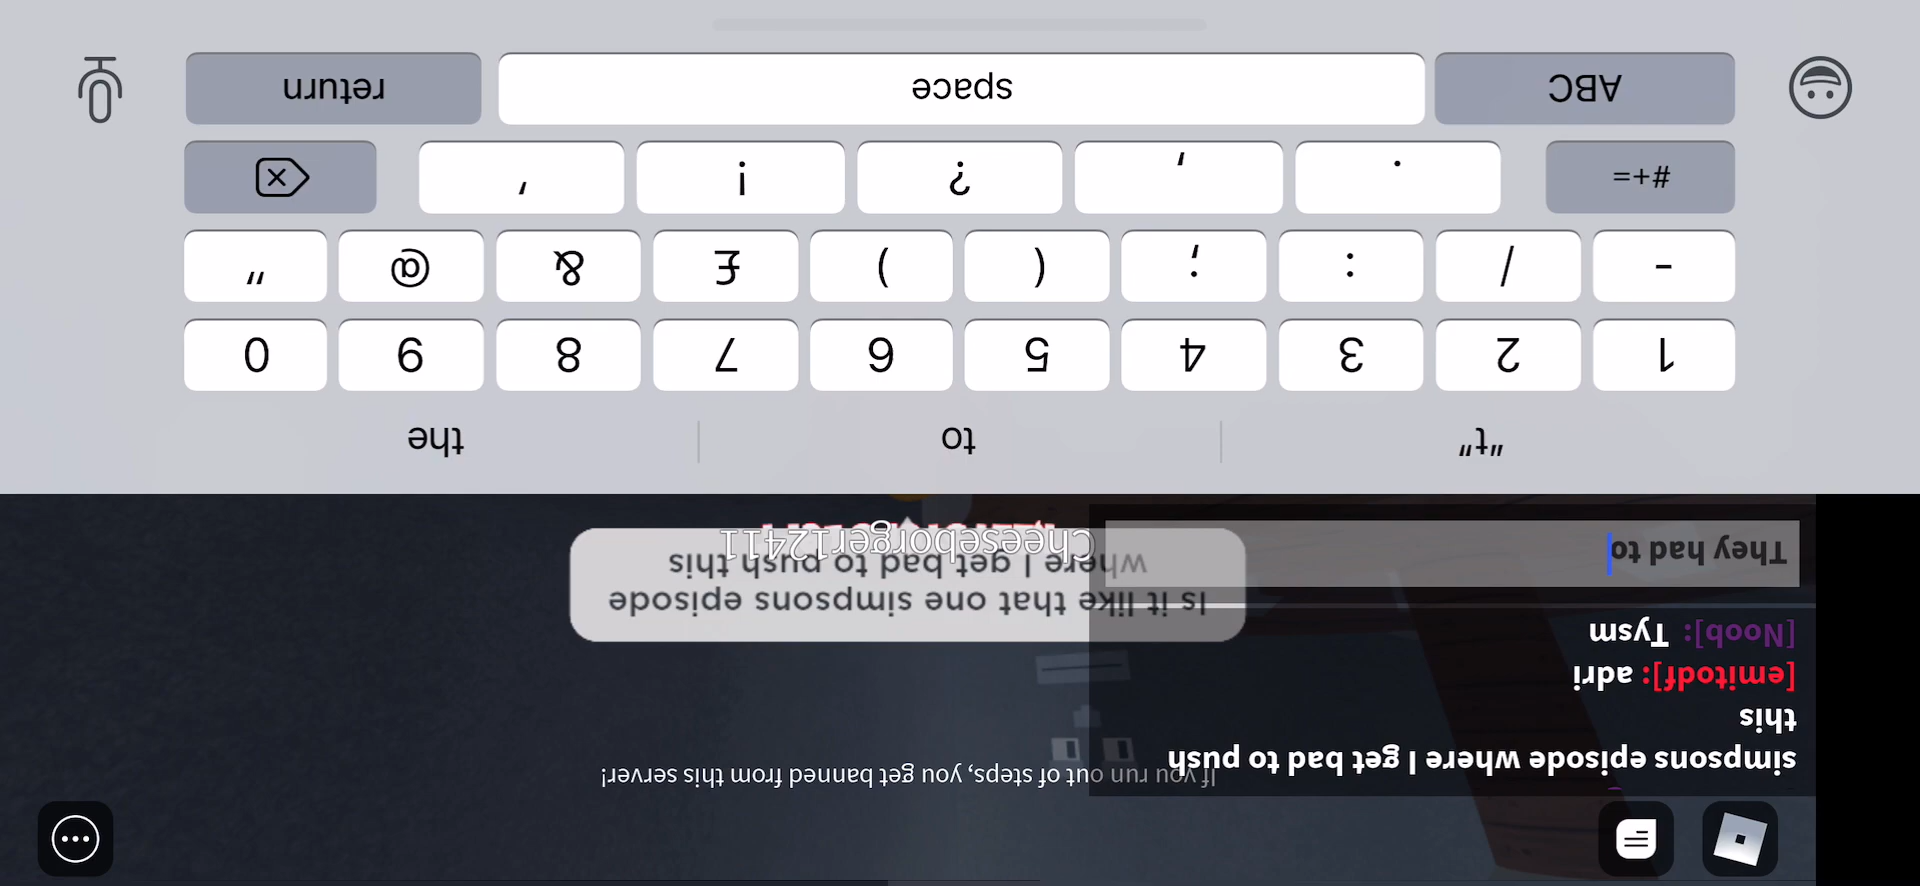 simpsons episode where I get bad to push
this
[emitodf]: adri
[Noob]: Tysm
They had to
If you run out of steps, you get banned from this server!
Is it like that one simpsons episode
where I get bad to push this
Cheeseborger12411
"t" to the
1 2 3 4 5 6 7 8 9 0
- / : ; ( ) £ & @ "
#+= . , ? ! '
ABC space return